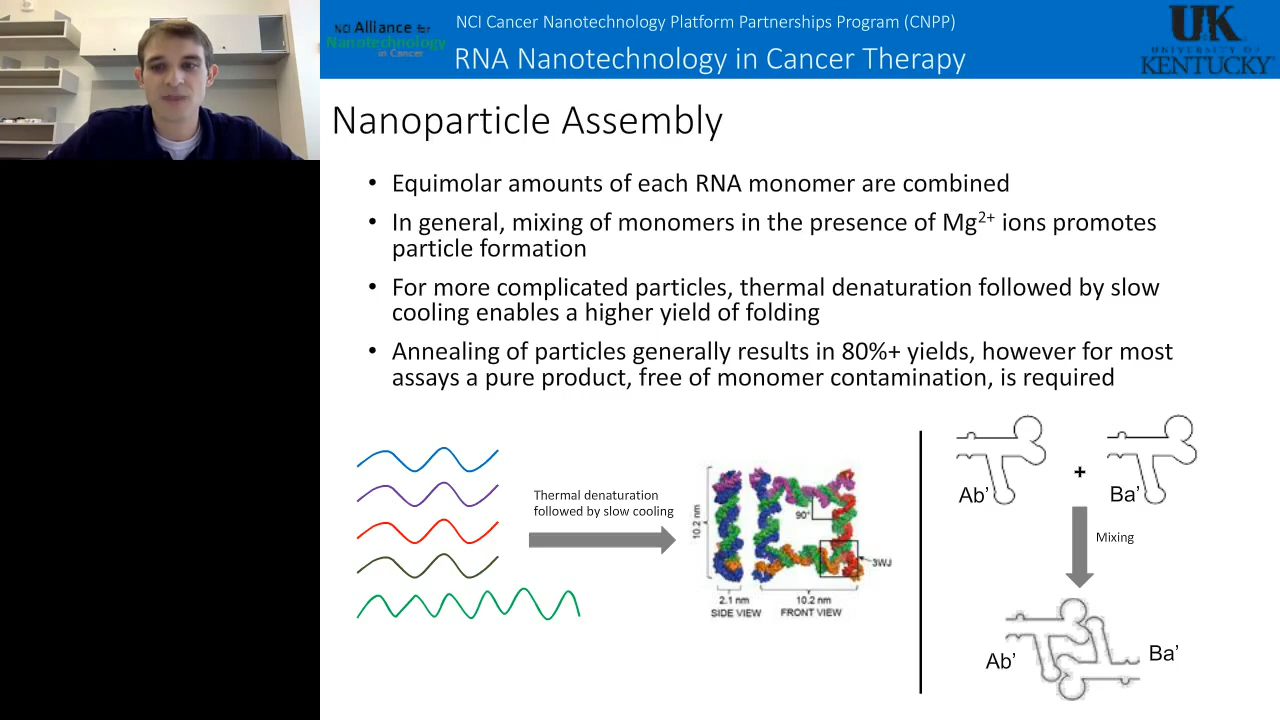 NCI Alliance for
Nanotechnology
in Cancer
NCI Cancer Nanotechnology Platform Partnerships Program (CNPP)
RNA Nanotechnology in Cancer Therapy
UK
UNIVERSITY OF
KENTUCKY
Nanoparticle Assembly
• Equimolar amounts of each RNA monomer are combined
• In general, mixing of monomers in the presence of Mg2+ ions promotes
particle formation
• For more complicated particles, thermal denaturation followed by slow
cooling enables a higher yield of folding
• Annealing of particles generally results in 80%+ yields, however for most
assays a pure product, free of monomer contamination, is required
Thermal denaturation
followed by slow cooling
10.2 nm
90°
3WJ
2.1 nm
SIDE VIEW
10.2 nm
FRONT VIEW
Ab’
+
Ba’
Mixing
Ab’
Ba’